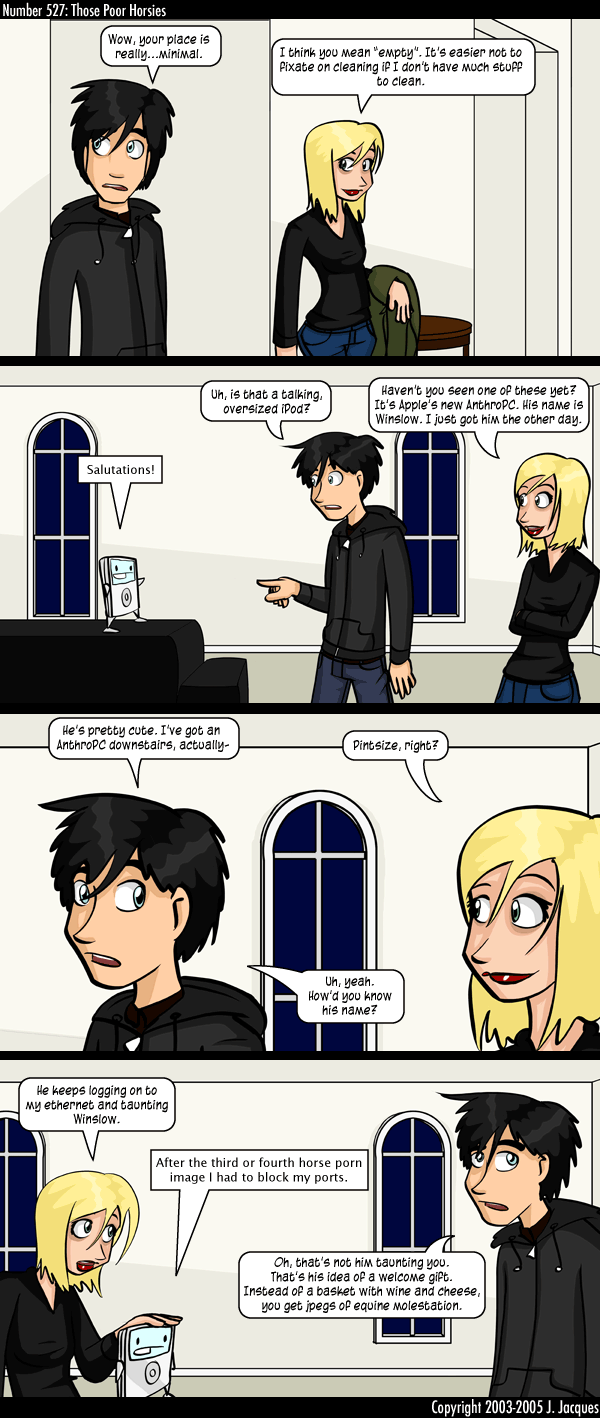 Number 527: Those Poor Horsies
Wow, your place is
really...minimal.
I think you mean "empty". It's easier not to
fixate on cleaning if I don't have much stuff
to clean.
Salutations!
Uh, is that a talking,
oversized iPod?
Haven't you seen one of these yet?
It's Apple's new AnthroPC. His name is
Winslow. I just got him the other day.
He's pretty cute. I've got an
AnthroPC downstairs, actually-
Pintsize, right?
Uh, yeah.
How'd you know
his name?
He keeps logging on to
my ethernet and taunting
Winslow.
After the third or fourth horse porn
image I had to block my ports.
Oh, that's not him taunting you.
That's his idea of a welcome gift.
Instead of a basket with wine and cheese,
you get jpegs of equine molestation.
Copyright 2003-2005 J. Jacques